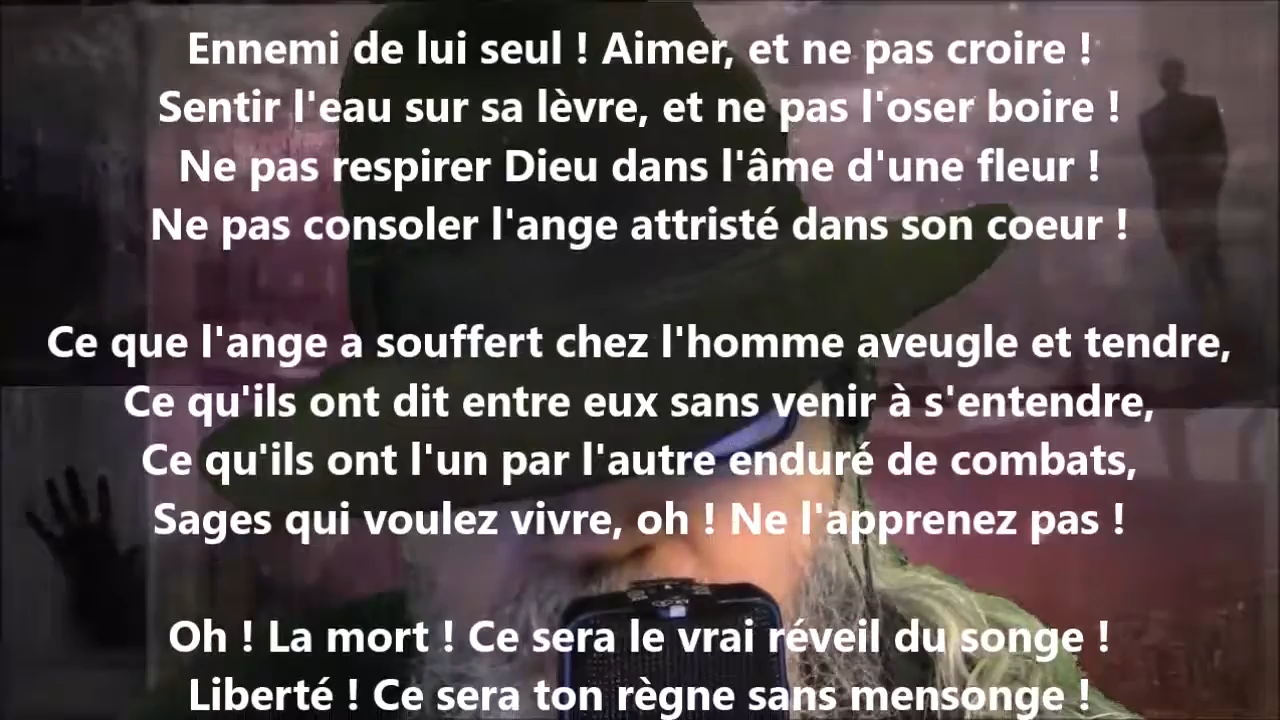 Ennemi de lui seul ! Aimer, et ne pas croire !
Sentir l'eau sur sa lèvre, et ne pas l'oser boire !
Ne pas respirer Dieu dans l'âme d'une fleur !
Ne pas consoler l'ange attristé dans son coeur !
Ce que l'ange a souffert chez l'homme aveugle et tendre,
Ce qu'ils ont dit entre eux sans venir à s'entendre,
Ce qu'ils ont l'un par l'autre enduré de combats,
Sages qui voulez vivre, oh ! Ne l'apprenez pas !
Oh ! La mort ! Ce sera le vrai réveil du songe !
Liberté ! Ce sera ton règne sans mensonge !